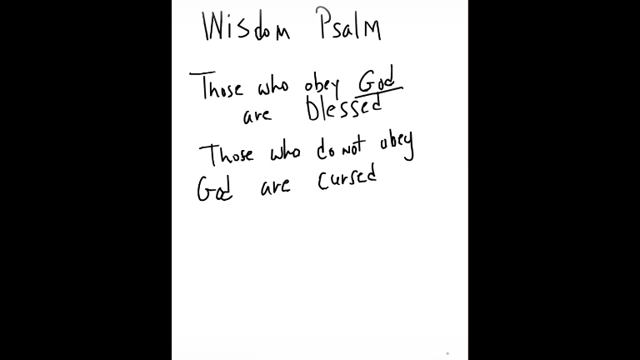 Wisdom Psalm
Those who obey God
are blessed
Those who do not obey
God are cursed